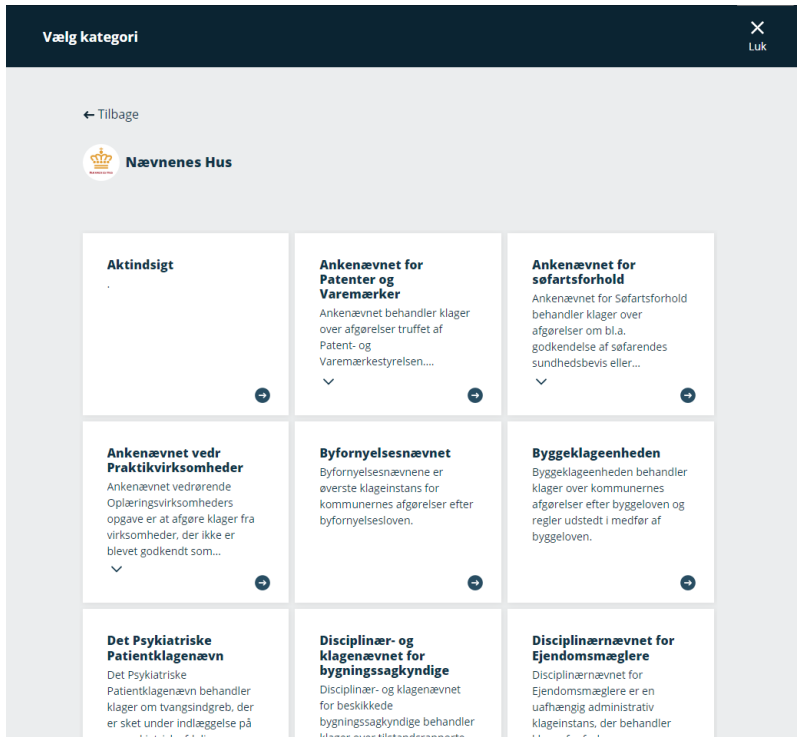 Vælg kategori
Luk
Tilbage
Nævnenes Hus
Aktindsigt
.
Ankenævnet for
Patenter og
Varemærker
Ankenævnet behandler klager
over afgørelser truffet af
Patent- og
Varemærkestyrelsen....
Ankenævnet for
søfartsforhold
Ankenævnet for Søfartsforhold
behandler klager over
afgørelser om bl.a.
godkendelse af søfarendes
sundhedsbevis eller...
Ankenævnet vedr
Praktikvirksomheder
Ankenævnet vedrørende
Oplæringsvirksomheders
opgave er at afgøre klager fra
virksomheder, der ikke er
blevet godkendt som...
Byfornyelsesnævnet
Byfornyelsesnævnene er
øverste klageinstans for
kommunernes afgørelser efter
byfornyelsesloven.
Byggeklageenheden
Byggeklageenheden behandler
klager over kommunernes
afgørelser efter byggeloven og
regler udstedt i medfør af
byggeloven.
Det Psykiatriske
Patientklagenævn
Det Psykiatriske
Patientklagenævn behandler
klager om tvangsindgreb, der
er sket under indlæggelse på
Disciplinær- og
klagenævnet for
bygningssagkyndige
Disciplinær- og klagenævnet
for beskikkede
bygningssagkyndige behandler
Disciplinærnævnet for
Ejendomsmæglere
Disciplinærnævnet for
Ejendomsmæglere er en
uafhængig administrativ
klageinstans, der behandler